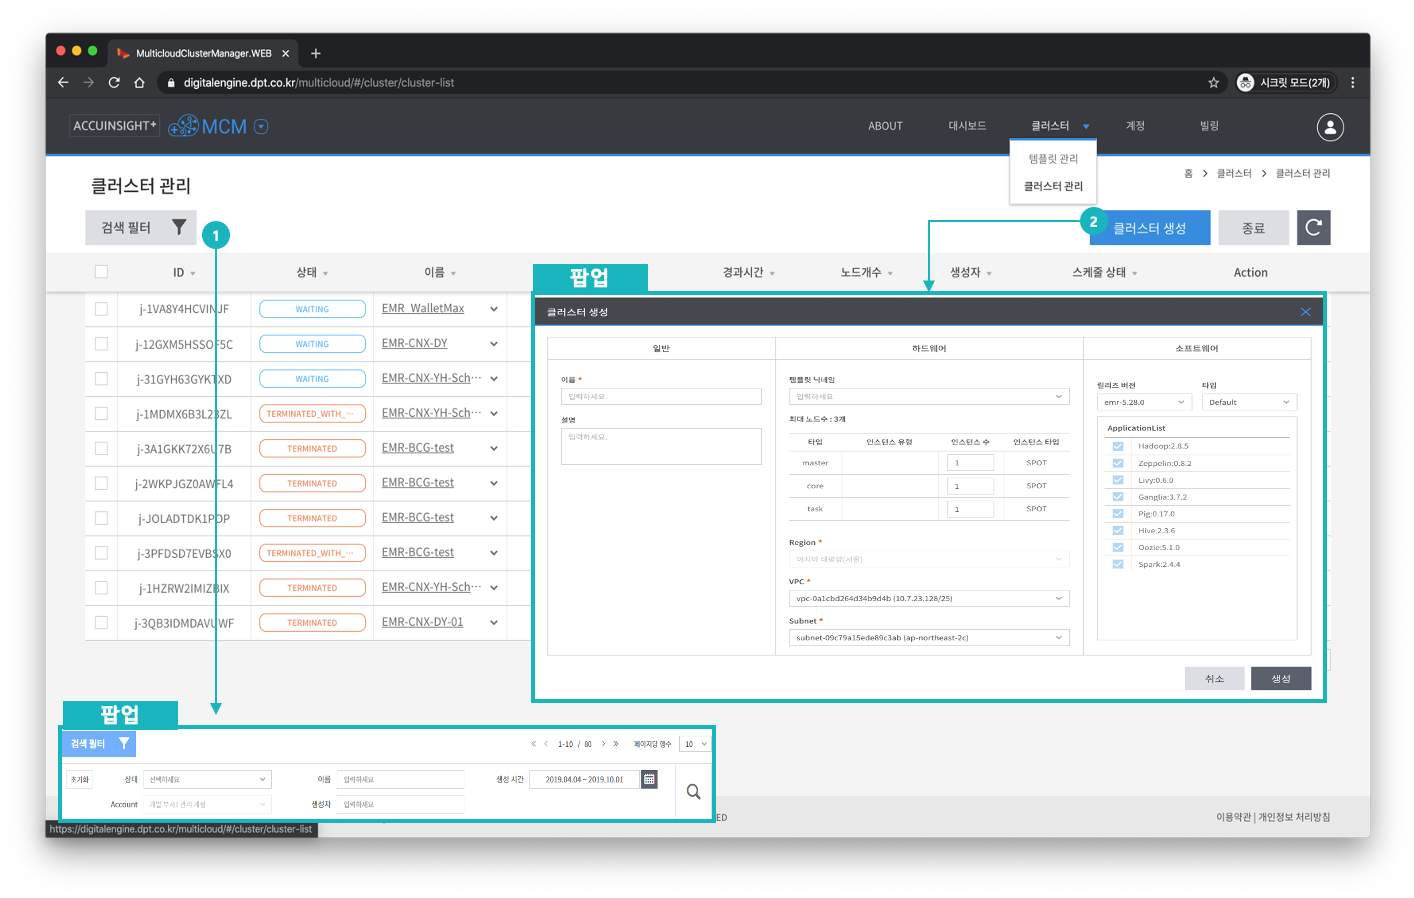 MulticloudClusterManager.WEB
digitalengine.dpt.co.kr/multicloud/#/cluster/cluster-list
시크릿 모드(2개)
ACCUINSIGHT+ MCM
ABOUT 대시보드 클러스터 계정 빌링
템플릿 관리
클러스터 관리
홈 > 클러스터 > 클러스터 관리
클러스터 관리
검색 필터
1
2
클러스터 생성 종료
ID 상태 이름 경과시간 노드개수 생성자 스케줄 상태 Action
j-1VA8Y4HCVINJF WAITING EMR_WalletMax
j-12GXM5HSSOF5C WAITING EMR-CNX-DY
j-31GYH63GYKTXD WAITING EMR-CNX-YH-Sch···
j-1MDMX6B3L23ZL TERMINATED_WITH_··· EMR-CNX-YH-Sch···
j-3A1GKK72X6U7B TERMINATED EMR-BCG-test
j-2WKPJGZ0AWFL4 TERMINATED EMR-BCG-test
j-JOLADTDK1POP TERMINATED EMR-BCG-test
j-3PFDSD7EVBSX0 TERMINATED_WITH_··· EMR-BCG-test
j-1HZRW2IMIZBIX TERMINATED EMR-CNX-YH-Sch···
j-3QB3IDMDAVUWF TERMINATED EMR-CNX-DY-01
팝업
클러스터 생성
일반 하드웨어 소프트웨어
이름 *
입력하세요.
설명
입력하세요.
템플릿 닉네임
입력하세요
최대 노드수 : 3개
타입 인스턴스 유형 인스턴스 수 인스턴스 타입
master 1 SPOT
core 1 SPOT
task 1 SPOT
Region *
아시아 태평양(서울)
VPC *
vpc-0a1cbd264d34b9d4b (10.7.23.128/25)
Subnet *
subnet-09c79a15ede89c3ab (ap-northeast-2c)
릴리즈 버전 타입
emr-5.28.0 Default
ApplicationList
Hadoop:2.8.5
Zeppelin:0.8.2
Livy:0.6.0
Ganglia:3.7.2
Pig:0.17.0
Hive:2.3.6
Oozie:5.1.0
Spark:2.4.4
취소 생성
팝업
검색 필터
« < 1-10 / 80 > » 페이지당 행수 10
초기화 상태 선택하세요 이름 입력하세요 생성 시간 2019.04.04 ~ 2019.10.01
Account 개발 부서1 관리 계정 생성자 입력하세요
ED
이용약관 | 개인정보 처리방침
https://digitalengine.dpt.co.kr/multicloud/#/cluster/cluster-list